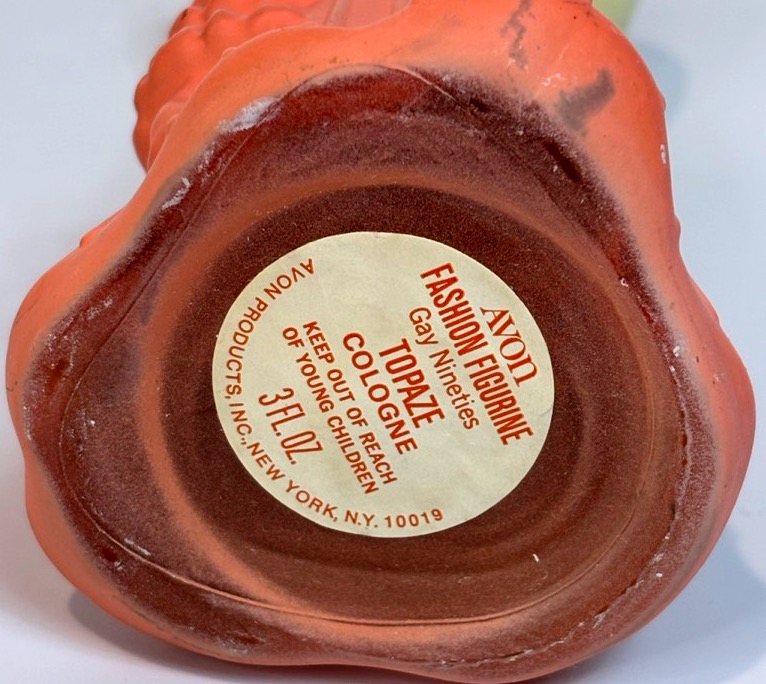 Avon
FASHION FIGURINE
Gay Nineties
TOPAZE
COLOGNE
KEEP OUT OF REACH
OF YOUNG CHILDREN
3 FL. OZ.
AVON PRODUCTS, INC., NEW YORK, N.Y. 10019